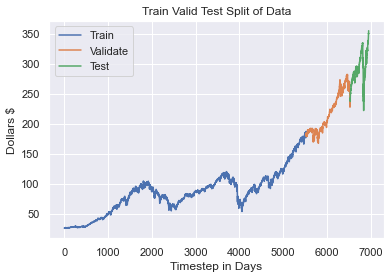 Train Valid Test Split of Data
Train
Validate
Test
Dollars $
350
300
250
200
150
100
50
0 1000 2000 3000 4000 5000 6000 7000
Timestep in Days